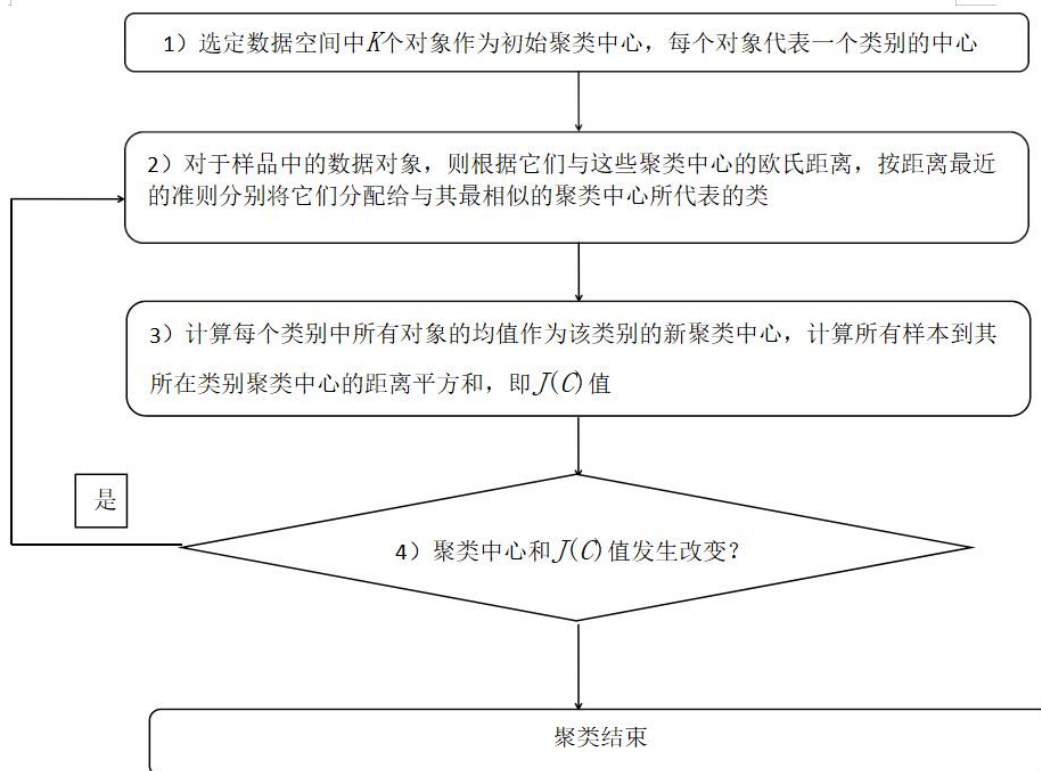 1）选定数据空间中K个对象作为初始聚类中心，每个对象代表一个类别的中心
2）对于样品中的数据对象，则根据它们与这些聚类中心的欧氏距离，按距离最近
的准则分别将它们分配给与其最相似的聚类中心所代表的类
3）计算每个类别中所有对象的均值作为该类别的新聚类中心，计算所有样本到其
所在类别聚类中心的距离平方和，即J(C)值
是
4）聚类中心和J(C)值发生改变？
聚类结束